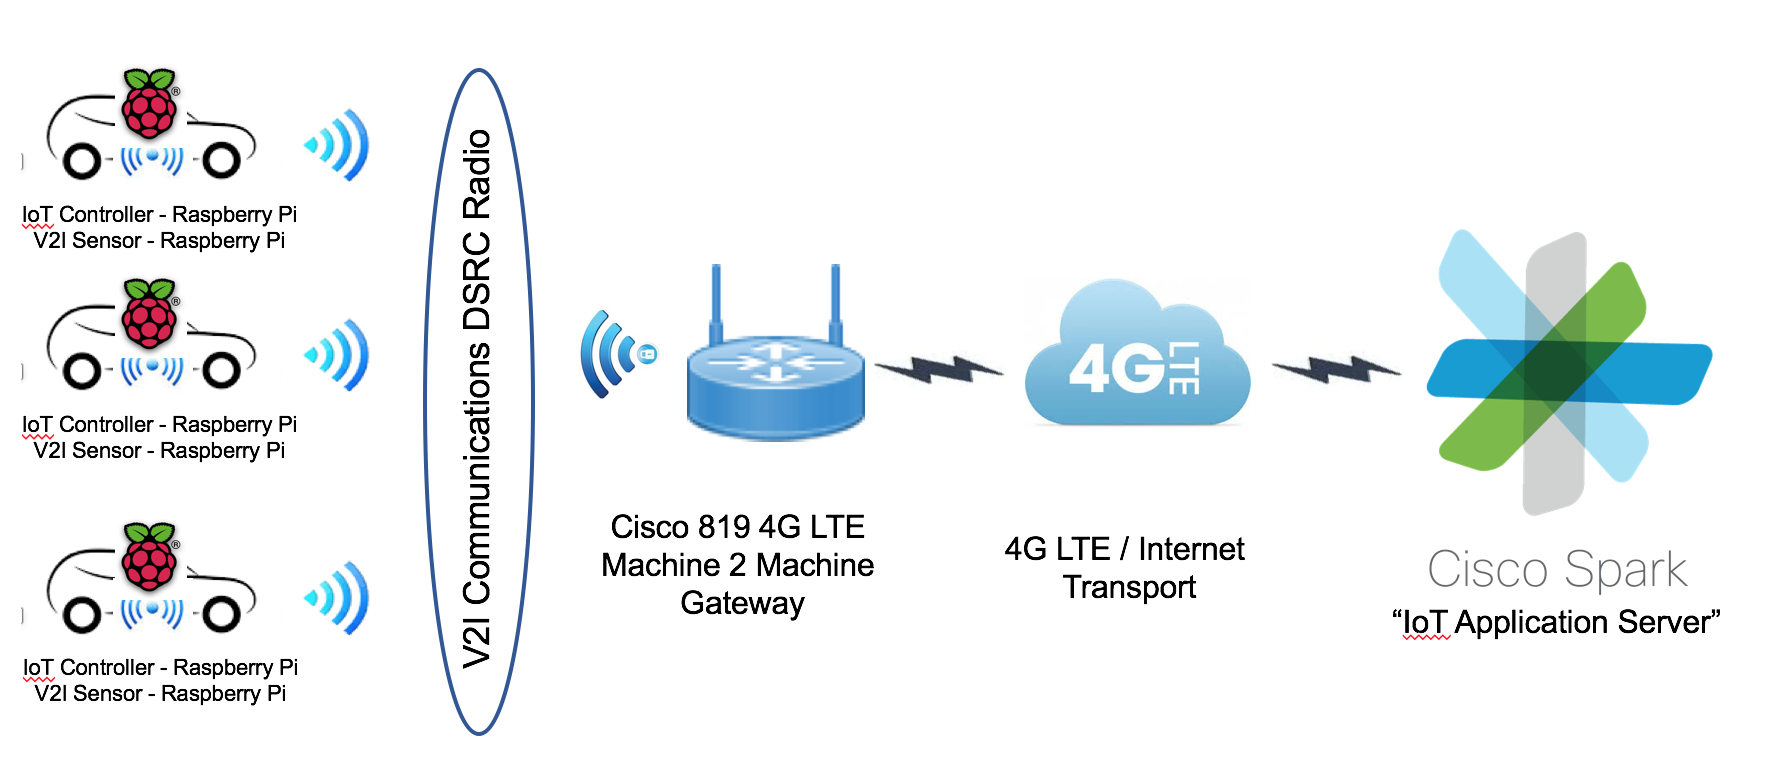 ®
IoT Controller - Raspberry Pi
V2I Sensor - Raspberry Pi
®
IoT Controller - Raspberry Pi
V2I Sensor - Raspberry Pi
®
IoT Controller - Raspberry Pi
V2I Sensor - Raspberry Pi
V2I Communications DSRC Radio
Cisco 819 4G LTE
Machine 2 Machine
Gateway
4G LTE
4G LTE / Internet
Transport
Cisco Spark
“IoT Application Server”